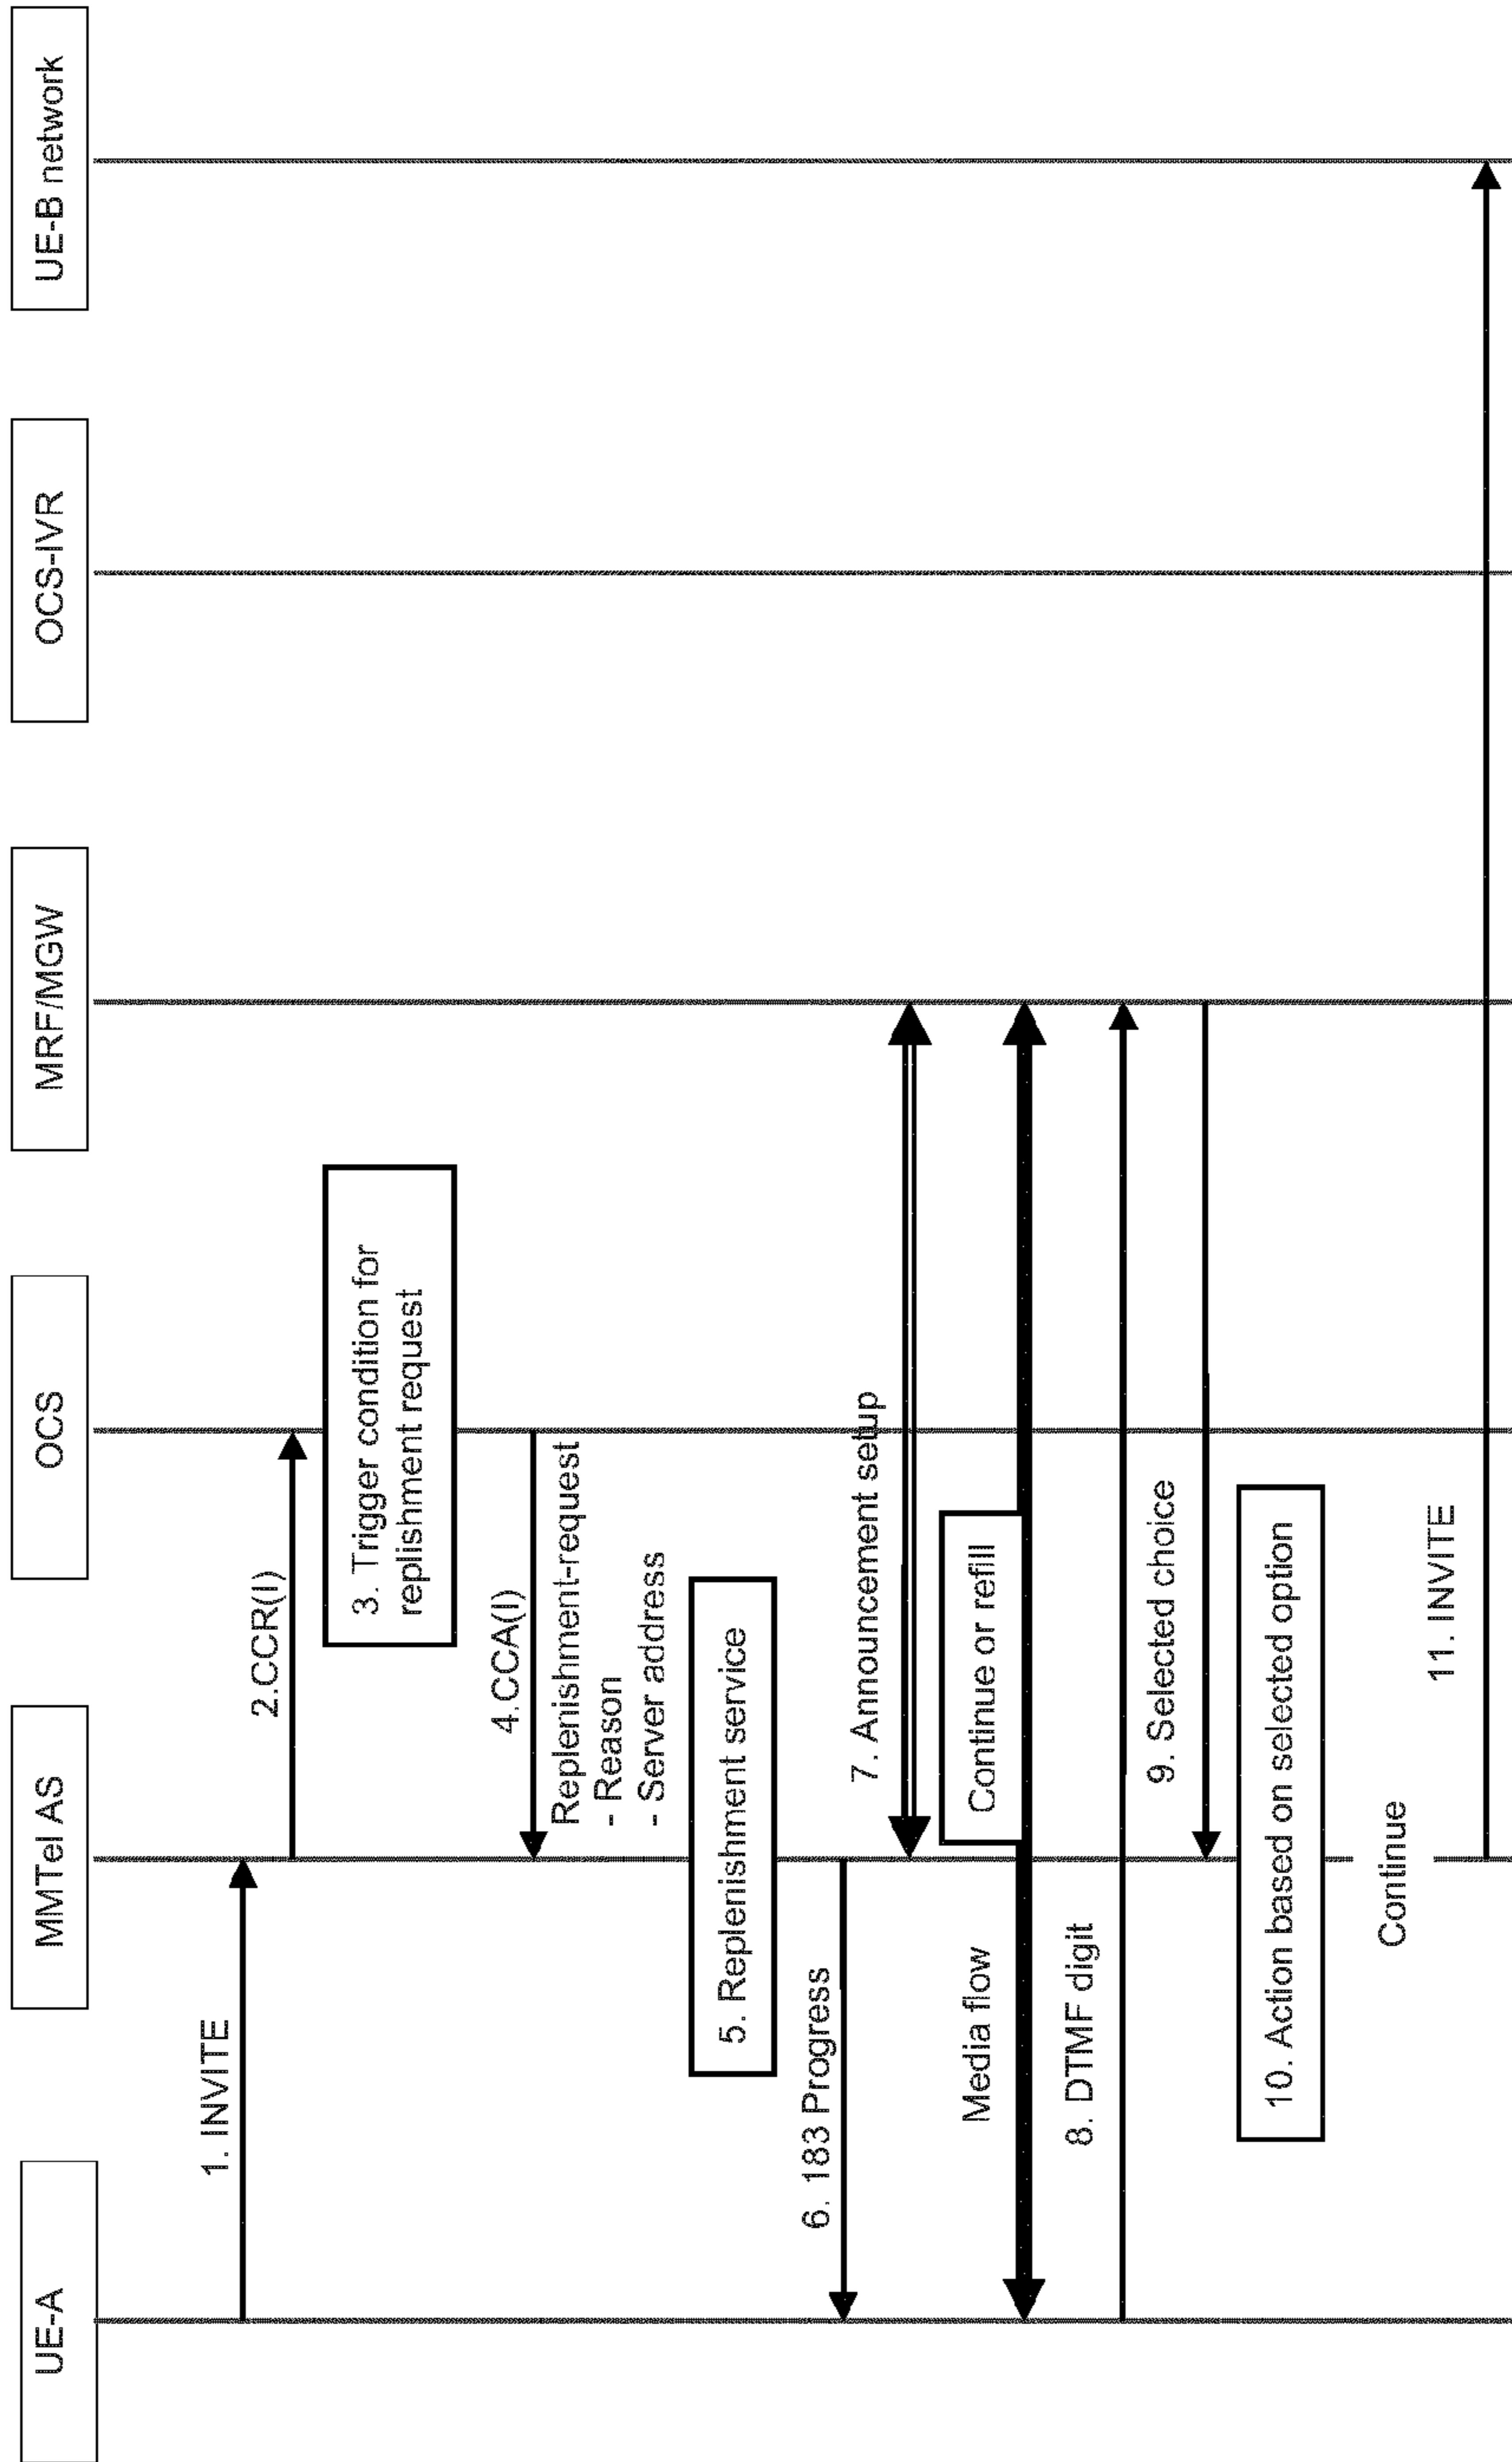 UE-A
MMTel AS
OCS
MRF/MGW
OCS-IVR
UE-B network
1. INVITE
2.CCR(I)
3. Trigger condition for
replishment request
4.CCA(I)
Replenishment-request
- Reason
- Server address
5. Replenishment service
6. 183 Progress
7. Announcement setup
Continue or refill
Media flow
8. DTMF digit
9. Selected choice
10. Action based on selected option
Continue
11. INVITE